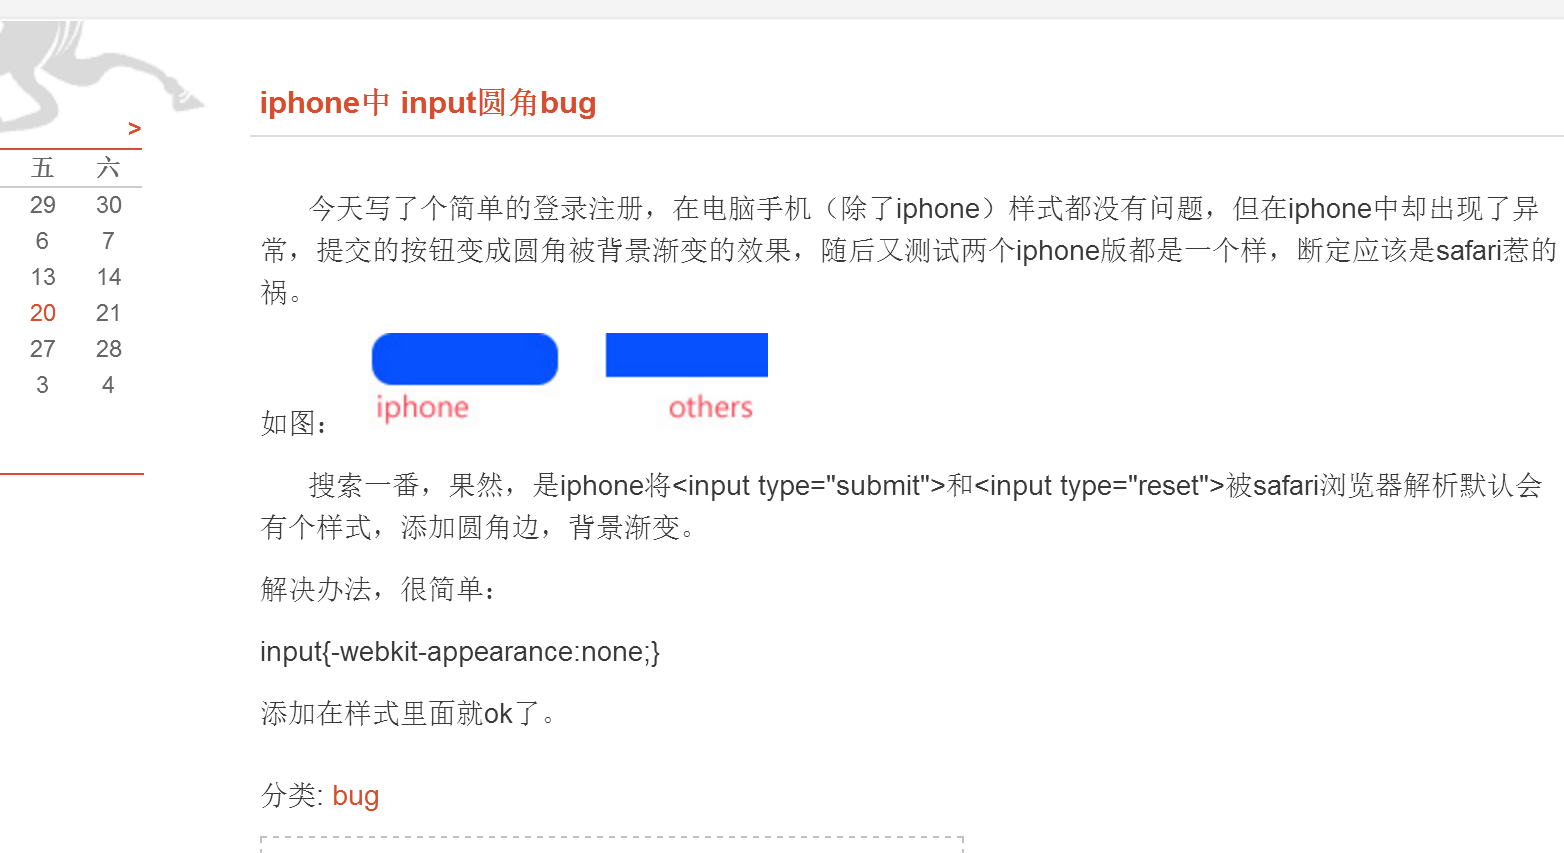 iphone中 input圆角bug
>
五 六
29 30
6 7
13 14
20 21
27 28
3 4
今天写了个简单的登录注册，在电脑手机（除了iphone）样式都没有问题，但在iphone中却出现了异
常，提交的按钮变成圆角被背景渐变的效果，随后又测试两个iphone版都是一个样，断定应该是safari惹的
祸。
iphone others
如图：
搜索一番，果然，是iphone将<input type="submit">和<input type="reset">被safari浏览器解析默认会
有个样式，添加圆角边，背景渐变。
解决办法，很简单：
input{-webkit-appearance:none;}
添加在样式里面就ok了。
分类: bug